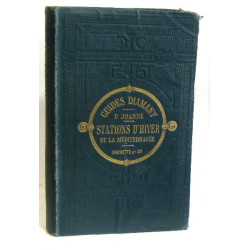 GUIDES DIAMANT
P. JOANNE
STATIONS D'HIVER
DE LA MÉDITERRANÉE
HACHETTE ET Cie